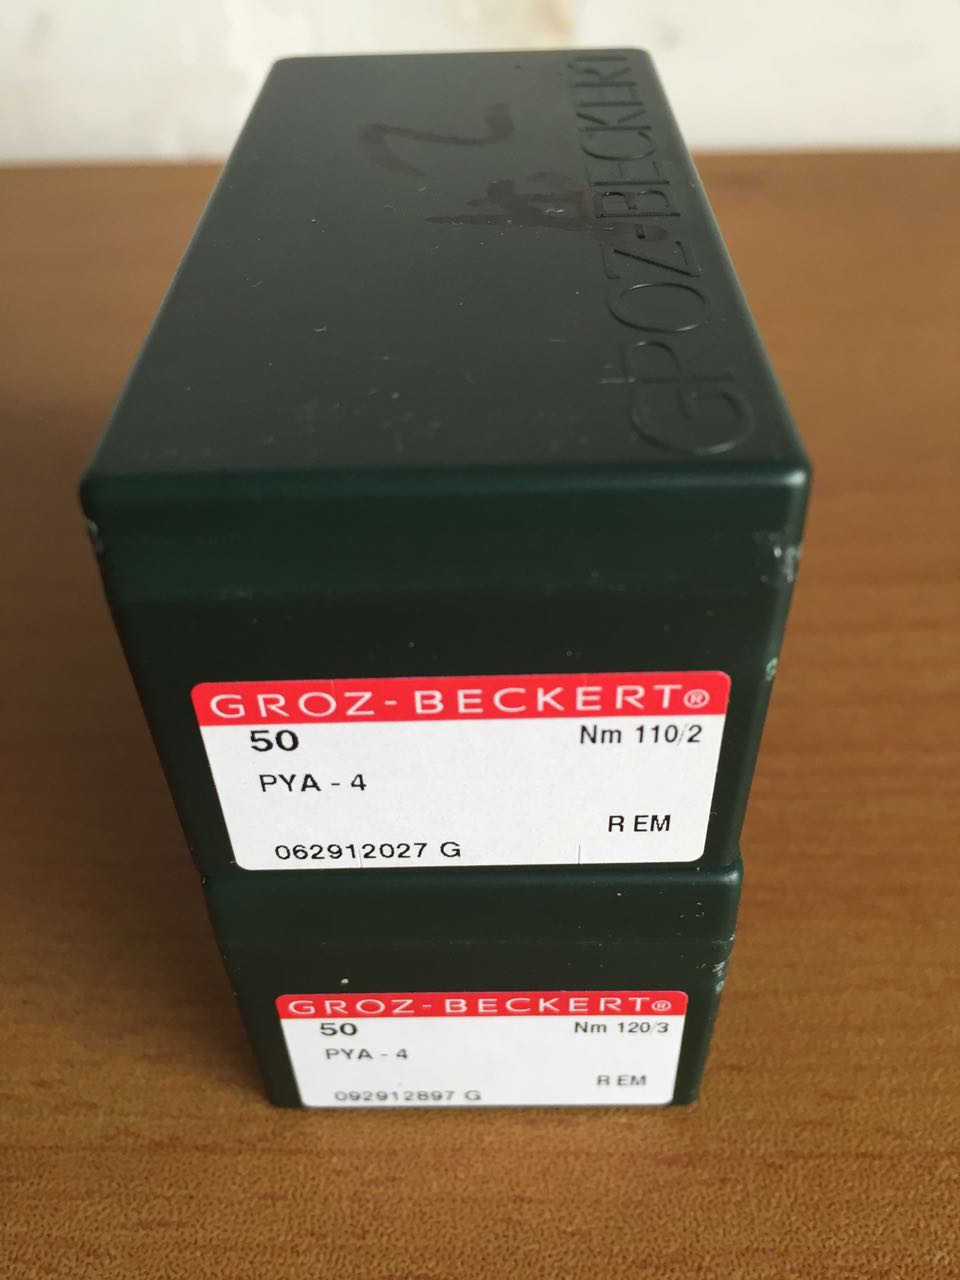 GROZ-BECKERT
GROZ-BECKERT®
50 Nm 110/2
PYA - 4
R EM
062912027 G
GROZ-BECKERT®
50 Nm 120/3
PYA - 4
R EM
092912897 G